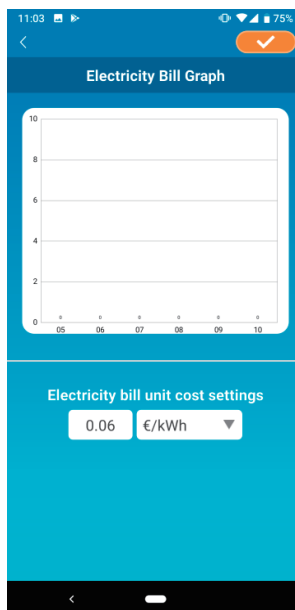 11:03 75%
Electricity Bill Graph
10
8
6
4
2
0
0 0 0 0 0 0
05 06 07 08 09 10
Electricity bill unit cost settings
0.06 €/kWh